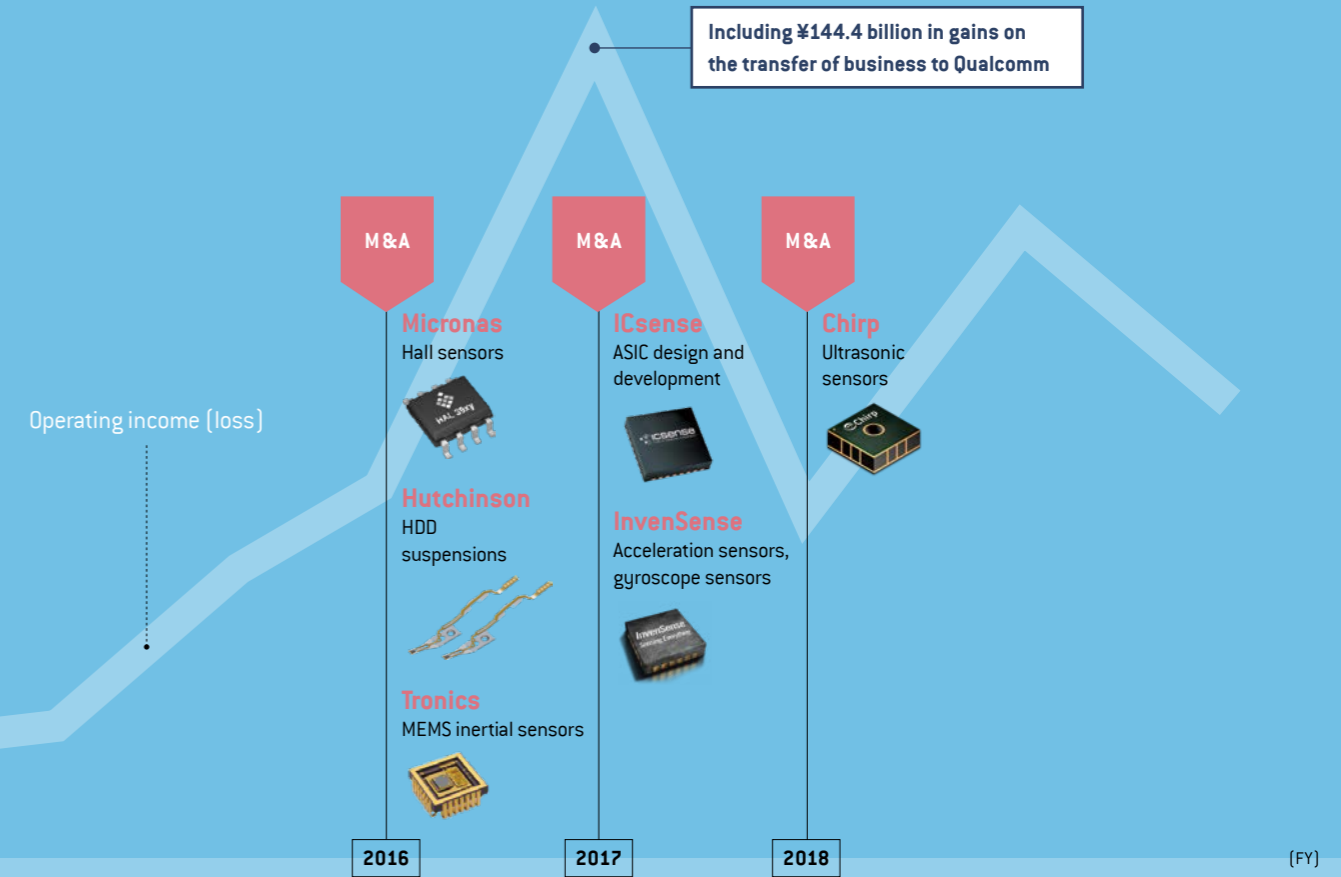 Including ¥144.4 billion in gains on
the transfer of business to Qualcomm
M&A
M&A
M&A
Micronas
Hall sensors
HAL 39xy
Hutchinson
HDD
suspensions
Tronics
MEMS inertial sensors
ICsense
ASIC design and
development
ICsense
InvenSense
Acceleration sensors,
gyroscope sensors
InvenSense
Sensing Everything
Chirp
Ultrasonic
sensors
Chirp
Operating income (loss)
2016
2017
2018
(FY)